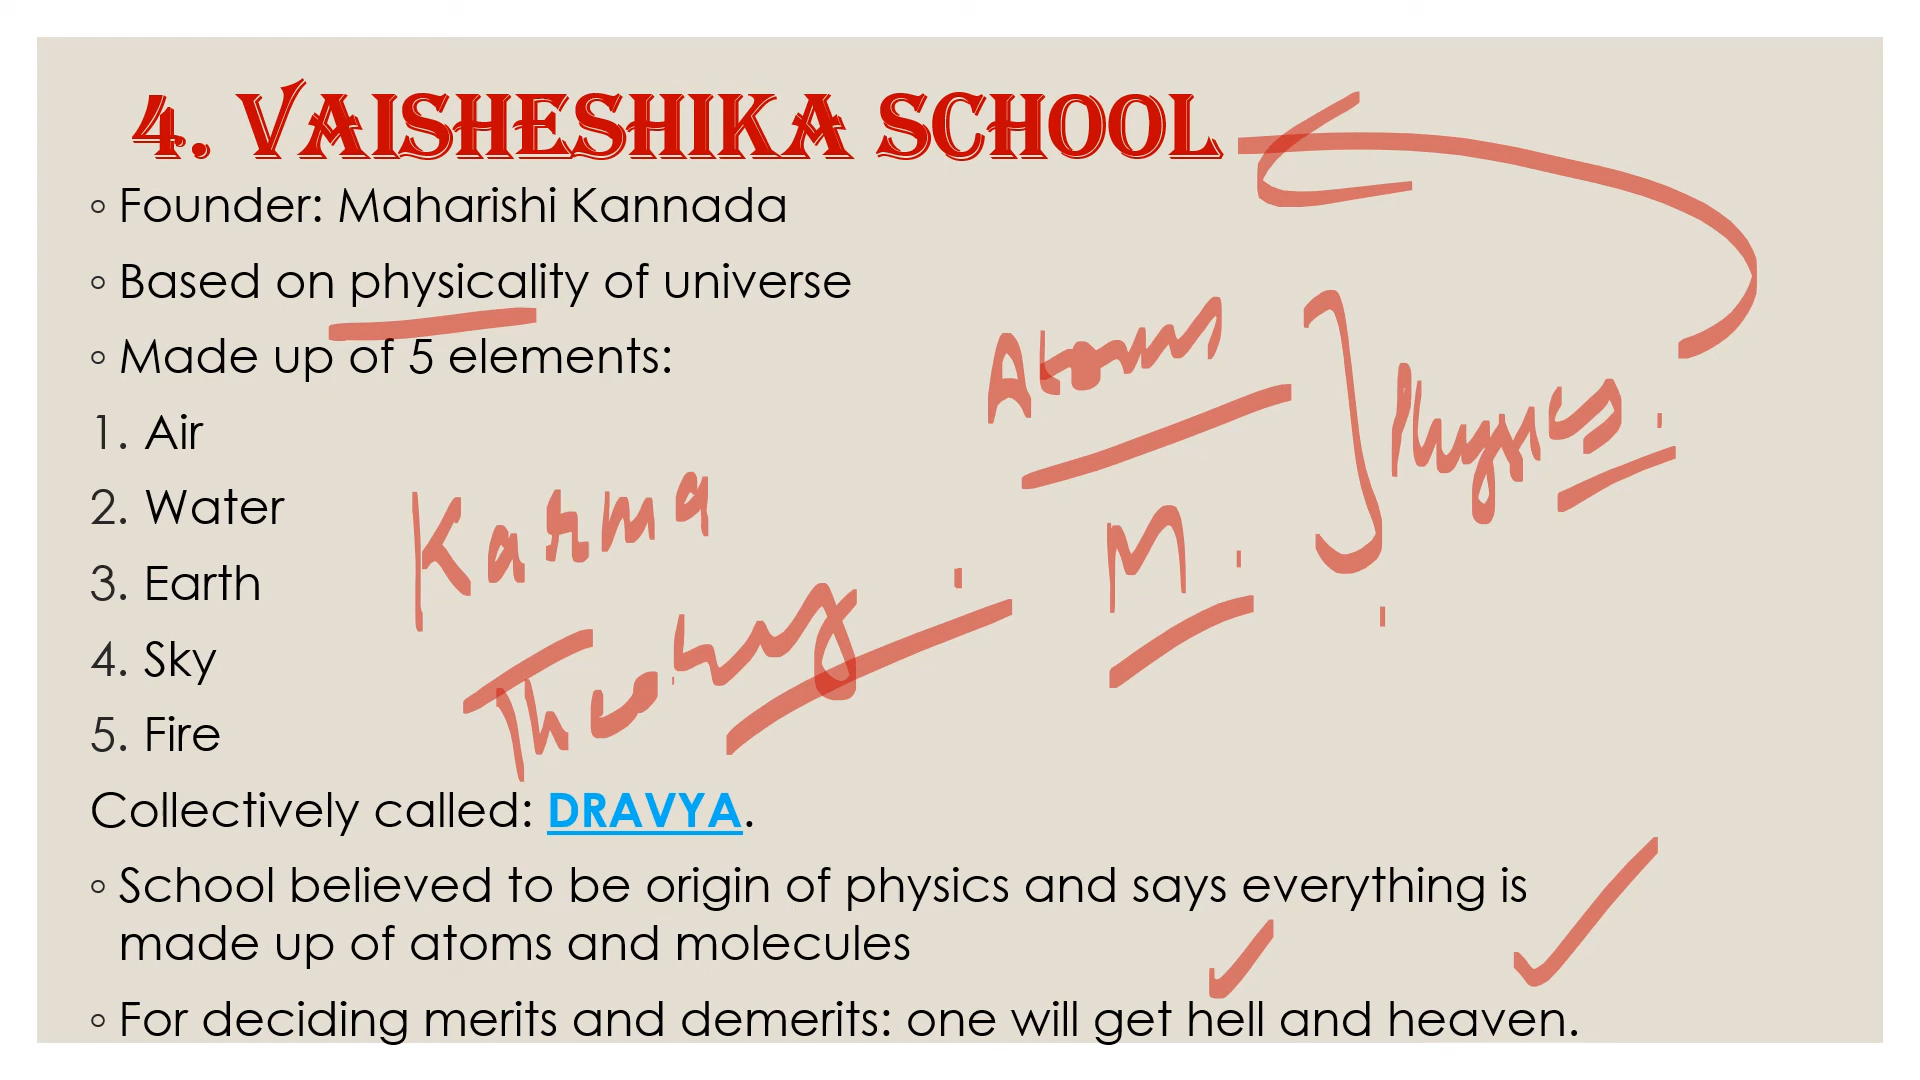 4. VAISHESHIKA SCHOOL
◦ Founder: Maharishi Kannada
◦ Based on physicality of universe
◦ Made up of 5 elements:
1. Air
2. Water
3. Earth
4. Sky
5. Fire
Collectively called: DRAVYA.
◦ School believed to be origin of physics and says everything is
made up of atoms and molecules
◦ For deciding merits and demerits: one will get hell and heaven.
Atoms
M.
Physics.
Karma
Theory.